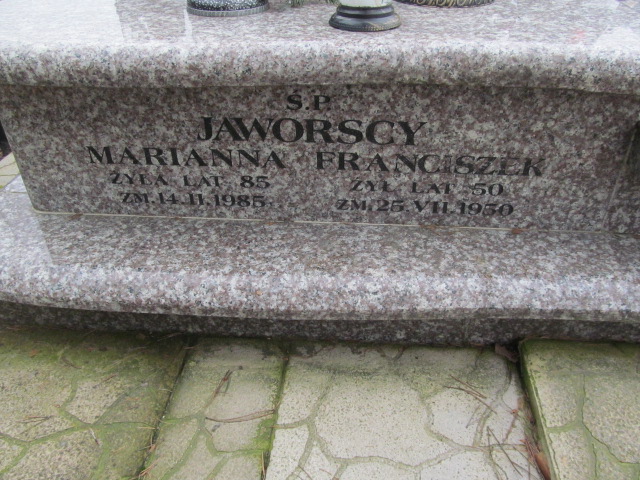 Ś.P.
JAWORSCY
MARIANNA FRANCISZEK
ŻYŁA LAT 85 ŻYŁ LAT 50
ZM.14.II.1985. ZM.25.VII.1950